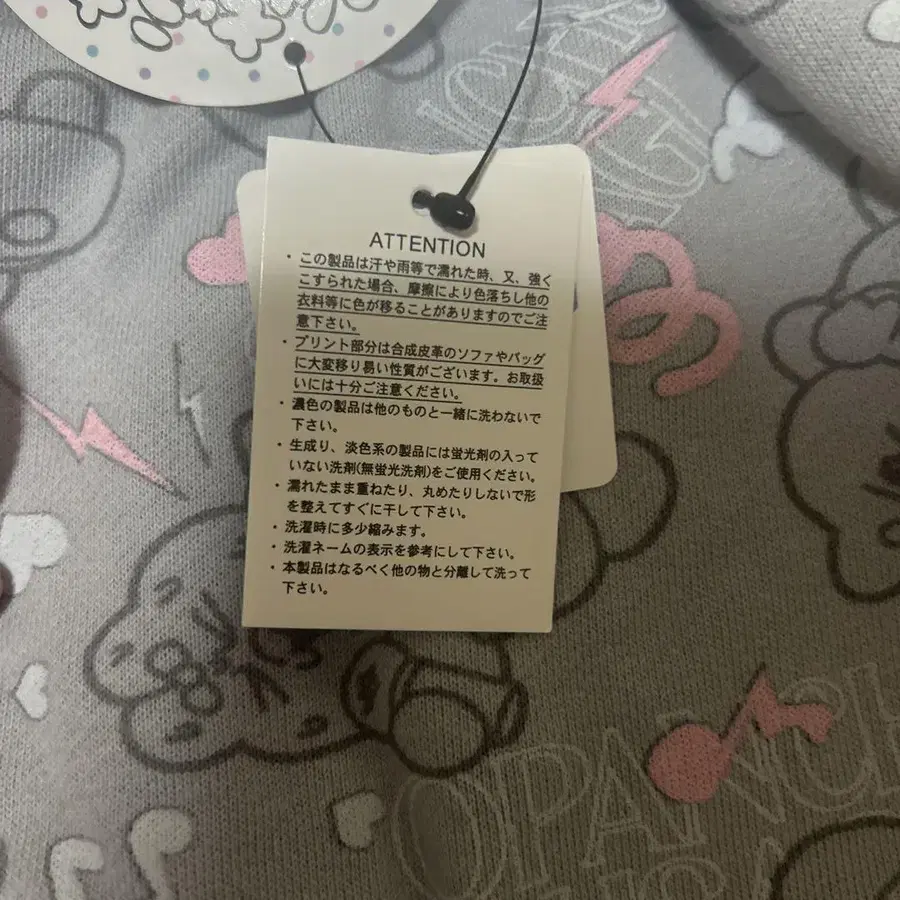 ATTENTION
・この製品は汗や雨等で濡れた時、又、強く
こすられた場合、摩擦により色落ちし他の
衣料等に色が移ることがありますのでご注
意下さい。
・プリント部分は合成皮革のソファやバッグ
に大変移り易い性質がございます。お取扱
いには十分ご注意ください。
・濃色の製品は他のものと一緒に洗わないで
下さい。
・生成り、淡色系の製品には蛍光剤の入って
いない洗剤(無蛍光洗剤)をご使用ください。
・濡れたまま重ねたり、丸めたりしないで形
を整えてすぐに干して下さい。
・洗濯時に多少縮みます。
・洗濯ネームの表示を参考にして下さい。
・本製品はなるべく他の物と分離して洗って
下さい。
OPANCH